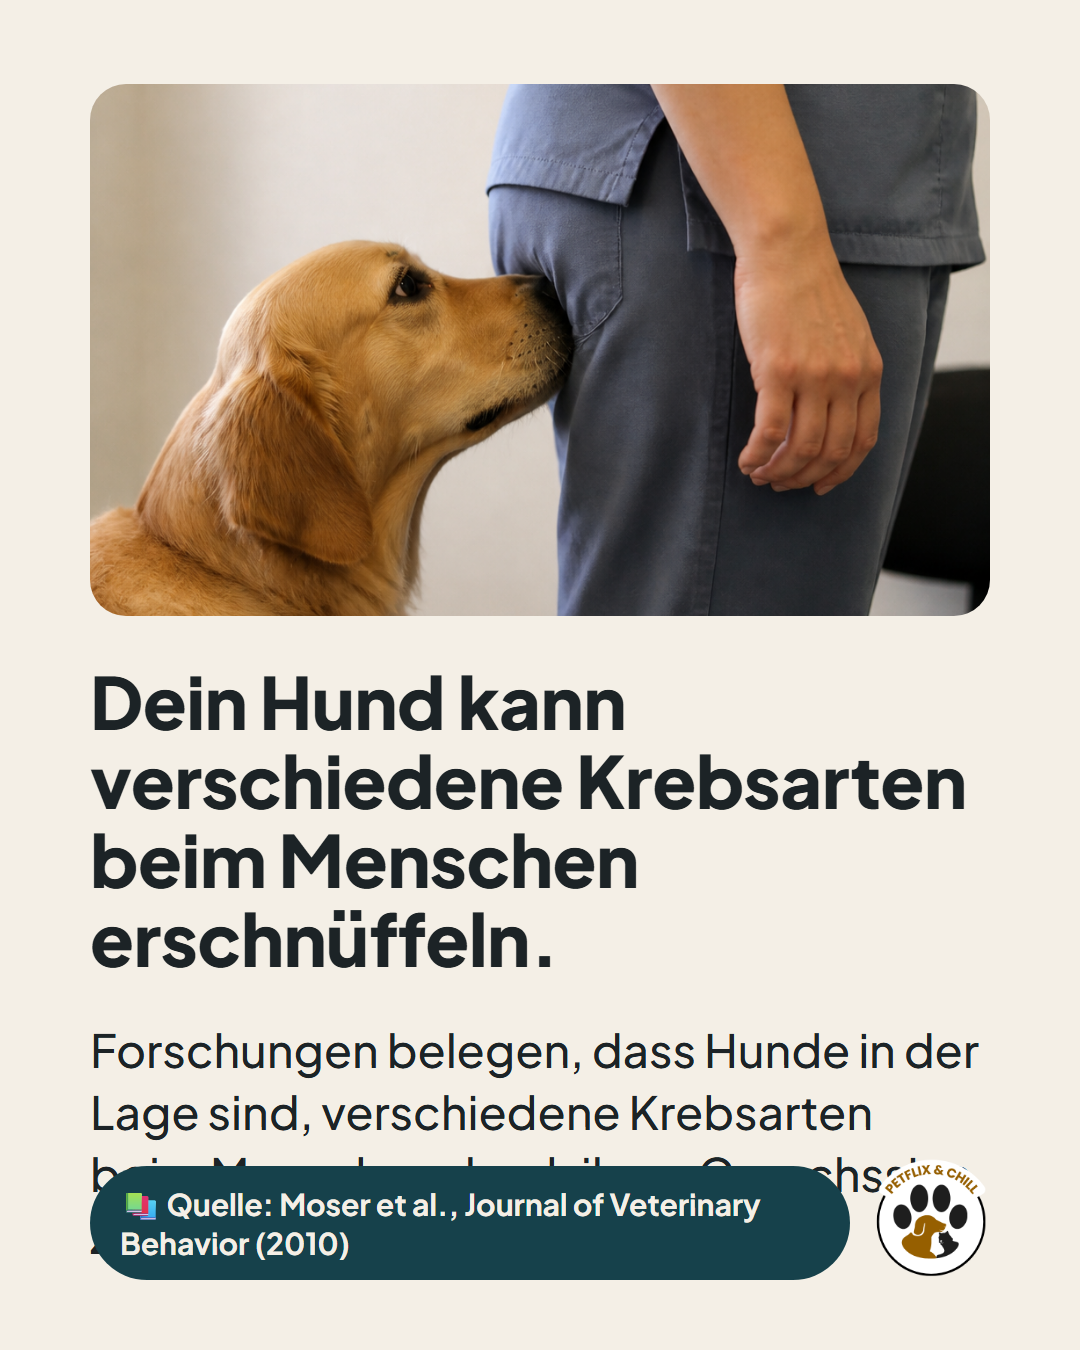 Dein Hund kann
verschiedene Krebsarten
beim Menschen
erschnüffeln.
Forschungen belegen, dass Hunde in der
Lage sind, verschiedene Krebsarten
📚 Quelle: Moser et al., Journal of Veterinary
Behavior (2010)
PETFLIX & CHILL